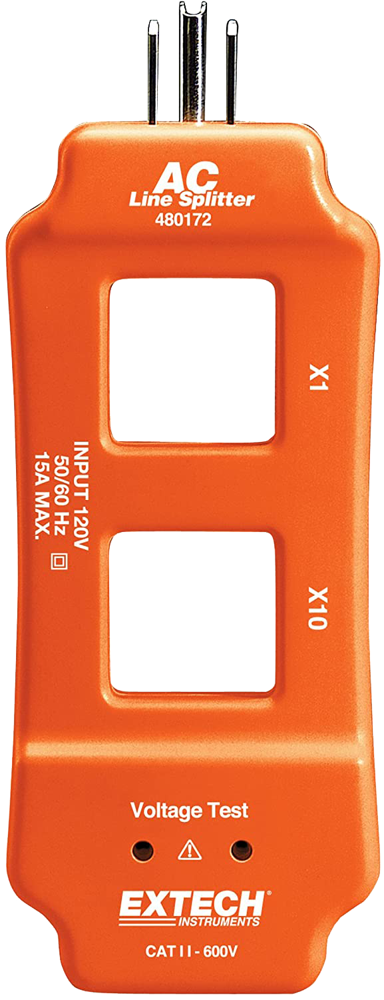 AC
Line Splitter
480172
X1
INPUT 120V
50/60 Hz
15A MAX.
X10
Voltage Test
EXTECH®
INSTRUMENTS
CAT II - 600V